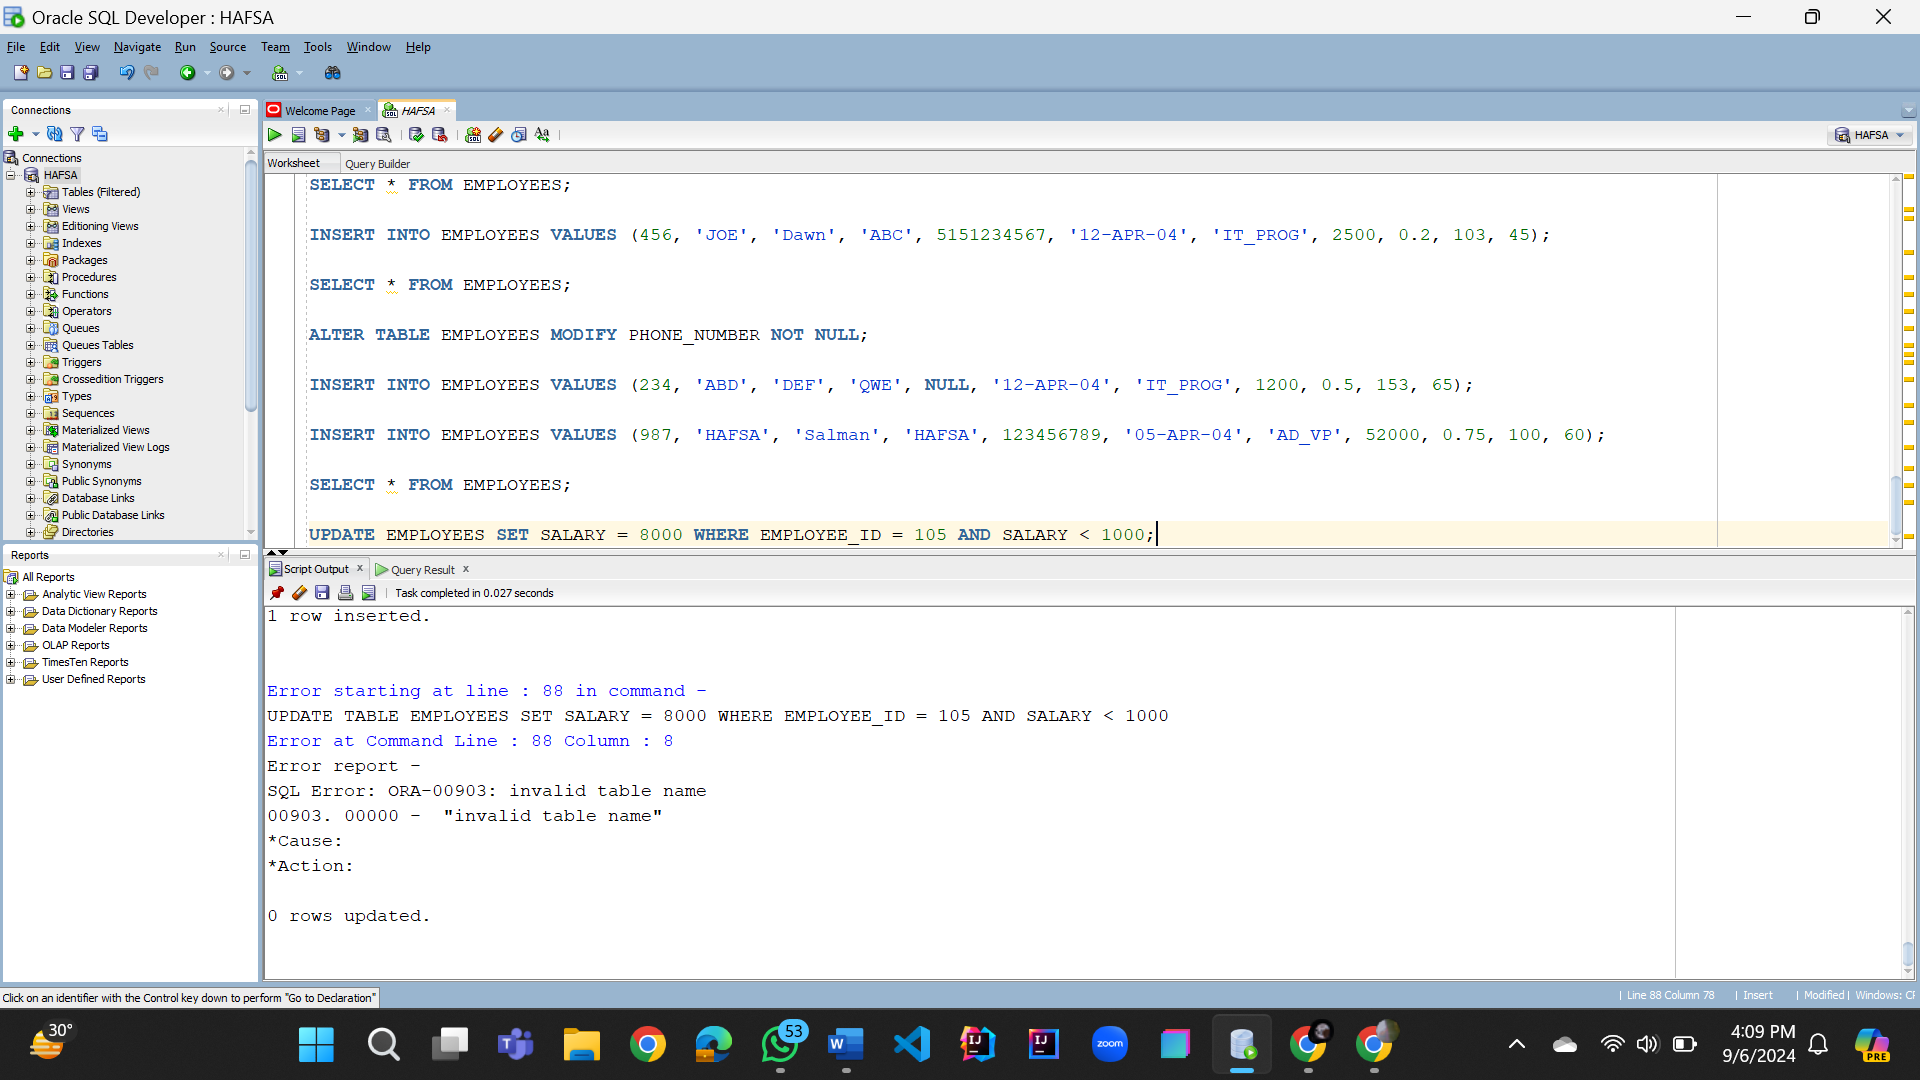 Oracle SQL Developer : HAFSA
File Edit View Navigate Run Source Team Tools Window Help
Connections
Welcome Page
HAFSA
HAFSA
Worksheet Query Builder
Connections
HAFSA
Tables (Filtered)
Views
Editioning Views
Indexes
Packages
Procedures
Functions
Operators
Queues
Queues Tables
Triggers
Crossedition Triggers
Types
Sequences
Materialized Views
Materialized View Logs
Synonyms
Public Synonyms
Database Links
Public Database Links
Directories
SELECT * FROM EMPLOYEES;
INSERT INTO EMPLOYEES VALUES (456, 'JOE', 'Dawn', 'ABC', 5151234567, '12-APR-04', 'IT_PROG', 2500, 0.2, 103, 45);
SELECT * FROM EMPLOYEES;
ALTER TABLE EMPLOYEES MODIFY PHONE_NUMBER NOT NULL;
INSERT INTO EMPLOYEES VALUES (234, 'ABD', 'DEF', 'QWE', NULL, '12-APR-04', 'IT_PROG', 1200, 0.5, 153, 65);
INSERT INTO EMPLOYEES VALUES (987, 'HAFSA', 'Salman', 'HAFSA', 123456789, '05-APR-04', 'AD_VP', 52000, 0.75, 100, 60);
SELECT * FROM EMPLOYEES;
UPDATE EMPLOYEES SET SALARY = 8000 WHERE EMPLOYEE_ID = 105 AND SALARY < 1000;
Reports
All Reports
Analytic View Reports
Data Dictionary Reports
Data Modeler Reports
OLAP Reports
TimesTen Reports
User Defined Reports
Script Output x Query Result x
Task completed in 0.027 seconds
1 row inserted.
Error starting at line : 88 in command -
UPDATE TABLE EMPLOYEES SET SALARY = 8000 WHERE EMPLOYEE_ID = 105 AND SALARY < 1000
Error at Command Line : 88 Column : 8
Error report -
SQL Error: ORA-00903: invalid table name
00903. 00000 - "invalid table name"
*Cause:
*Action:
0 rows updated.
Click on an identifier with the Control key down to perform "Go to Declaration"
| Line 88 Column 78 | Insert | Modified | Windows: CF
30°
53
zoom
4:09 PM
9/6/2024
PRE